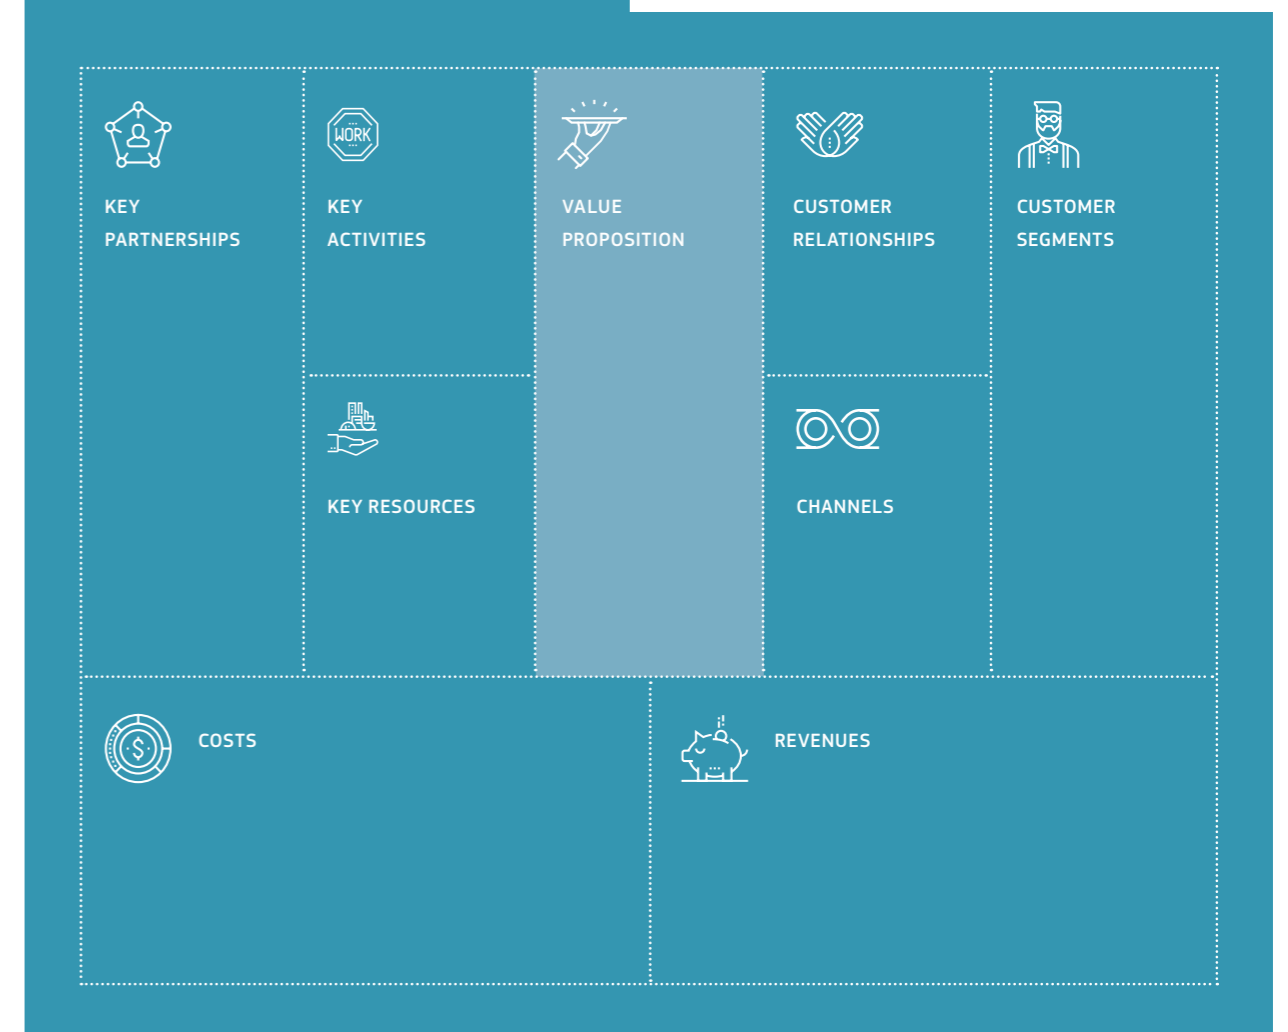 WORK
KEY
PARTNERSHIPS
KEY
ACTIVITIES
VALUE
PROPOSITION
CUSTOMER
RELATIONSHIPS
CUSTOMER
SEGMENTS
KEY RESOURCES
CHANNELS
$
COSTS
REVENUES